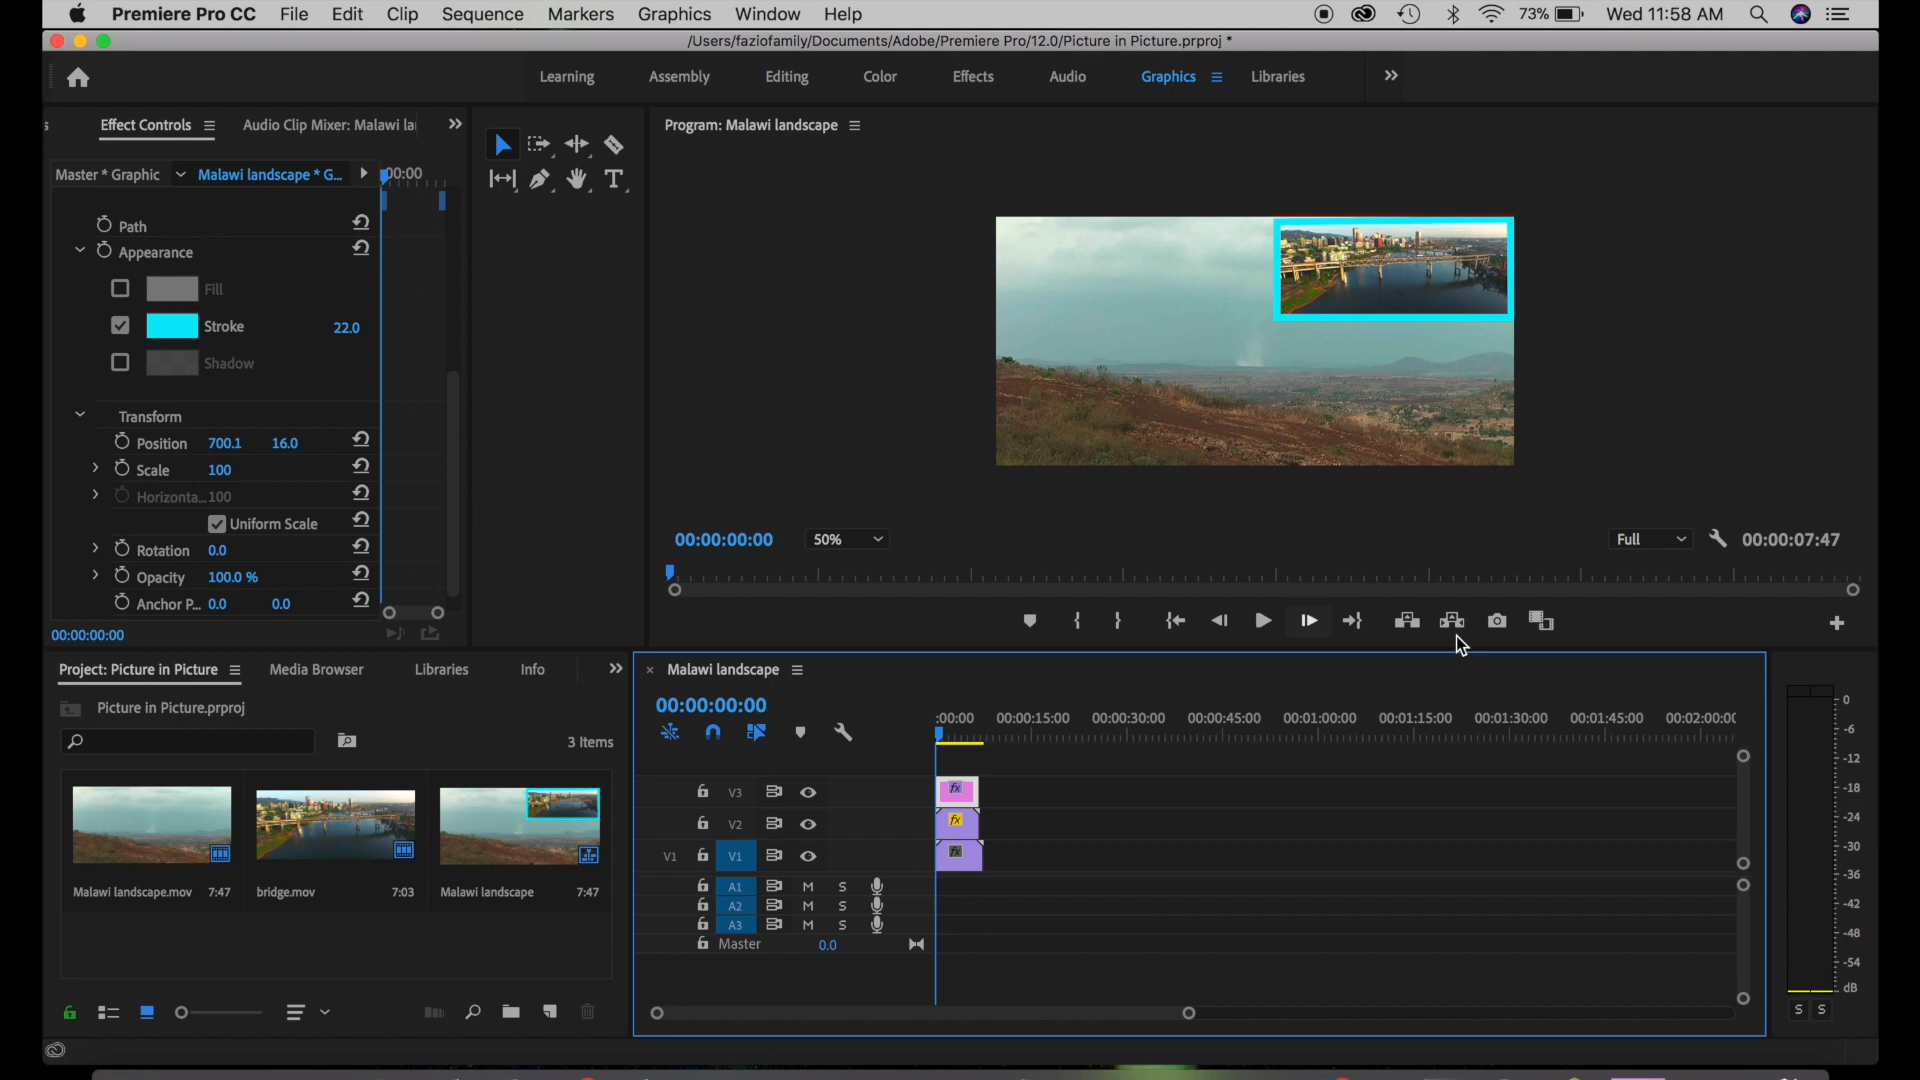 Premiere Pro CC File Edit Clip Sequence Markers Graphics Window Help 73% Wed 11:58 AM
/Users/faziofamily/Documents/Adobe/Premiere Pro/12.0/Picture in Picture.prproj *
Learning Assembly Editing Color Effects Audio Graphics Libraries
s Effect Controls Audio Clip Mixer: Malawi la
Program: Malawi landscape
Master * Graphic Malawi landscape * G... :00:00
Path
Appearance
Fill
Stroke 22.0
Shadow
Transform
Position 700.1 16.0
Scale 100
Horizonta... 100
Uniform Scale
Rotation 0.0
Opacity 100.0 %
Anchor P... 0.0 0.0
00:00:00:00
00:00:00:00 50% Full 00:00:07:47
Project: Picture in Picture Media Browser Libraries Info
Picture in Picture.prproj
3 Items
Malawi landscape.mov 7:47
bridge.mov 7:03
Malawi landscape 7:47
Malawi landscape
00:00:00:00
:00:00 00:00:15:00 00:00:30:00 00:00:45:00 00:01:00:00 00:01:15:00 00:01:30:00 00:01:45:00 00:02:00:00
V3 fx
V2 fx
V1 V1 fx
A1 M S
A2 M S
A3 M S
Master 0.0
0
-6
-12
-18
-24
-30
-36
-42
-48
-54
dB
S S